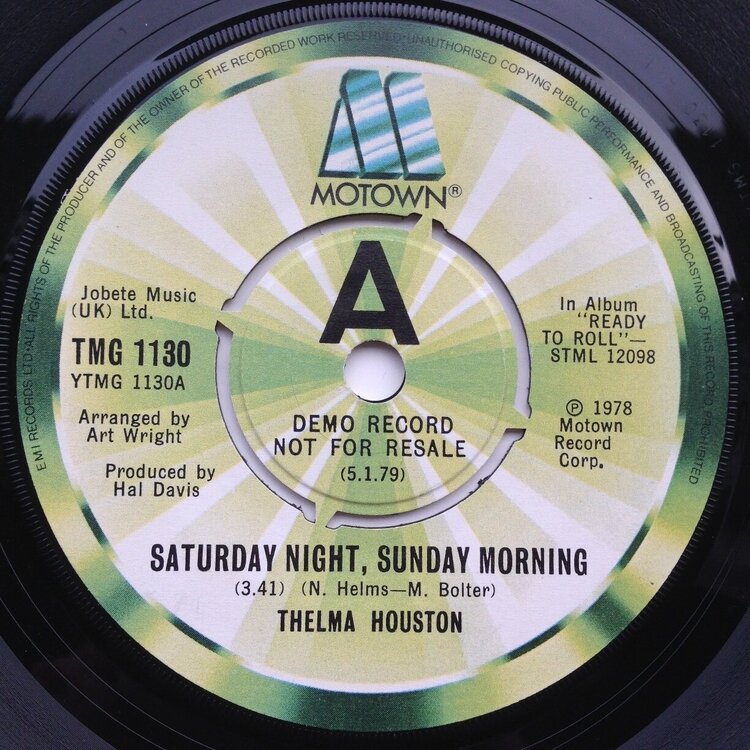 EMI RECORDS LTD·ALL RIGHTS OF THE PRODUCER AND OF THE OWNER OF THE RECORDED WORK RESERVED·UNAUTHORISED COPYING PUBLIC PERFORMANCE AND BROADCASTING OF THIS RECORD PROHIBITED
MOTOWN®
A
Jobete Music
(UK) Ltd.
TMG 1130
YTMG 1130A
Arranged by
Art Wright
Produced by
Hal Davis
In Album
"READY
TO ROLL"—
STML 12098
℗ 1978
Motown
Record
Corp.
DEMO RECORD
NOT FOR RESALE
(5.1.79)
SATURDAY NIGHT, SUNDAY MORNING
(3.41) (N. Helms—M. Bolter)
THELMA HOUSTON